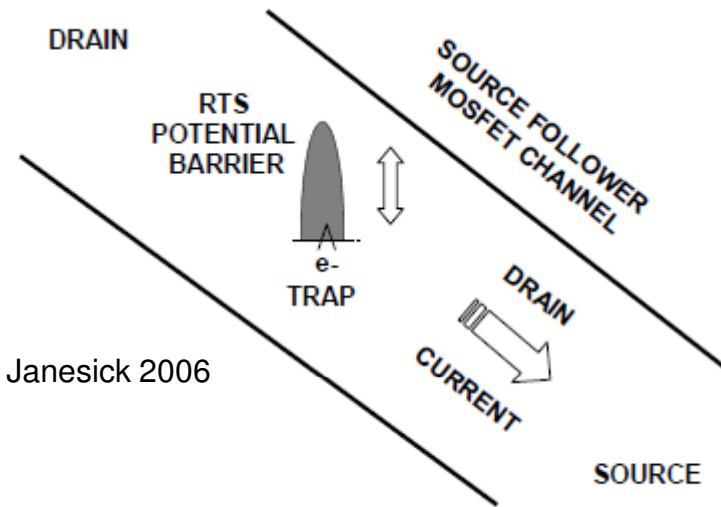 DRAIN
SOURCE FOLLOWER
MOSFET CHANNEL
RTS
POTENTIAL
BARRIER
e-
TRAP
DRAIN
CURRENT
Janesick 2006
SOURCE